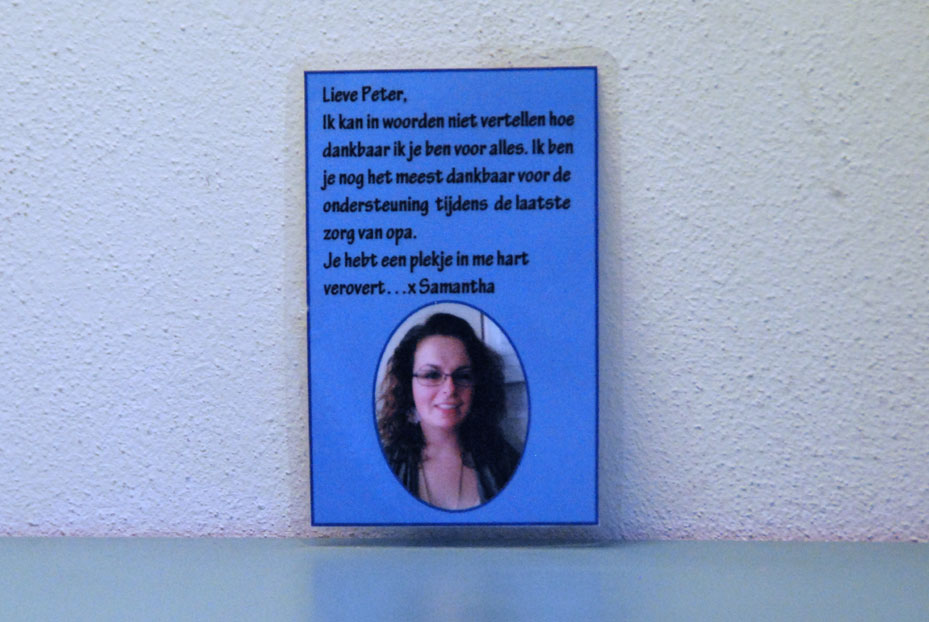 Lieve Peter,
Ik kan in woorden niet vertellen hoe
dankbaar ik je ben voor alles. Ik ben
je nog het meest dankbaar voor de
ondersteuning tijdens de laatste
zorg van opa.
Je hebt een plekje in me hart
verovert...x Samantha